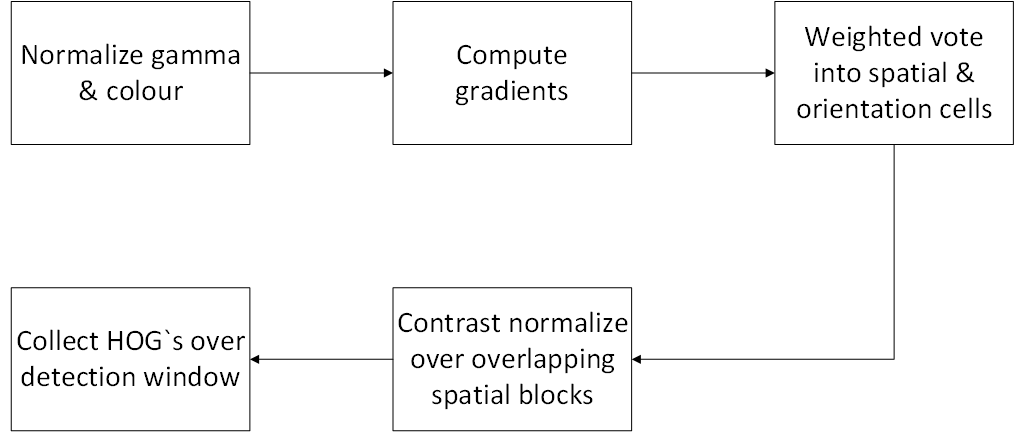 Normalize gamma
& colour
Compute
gradients
Weighted vote
into spatial &
orientation cells
Contrast normalize
over overlapping
spatial blocks
Collect HOG`s over
detection window